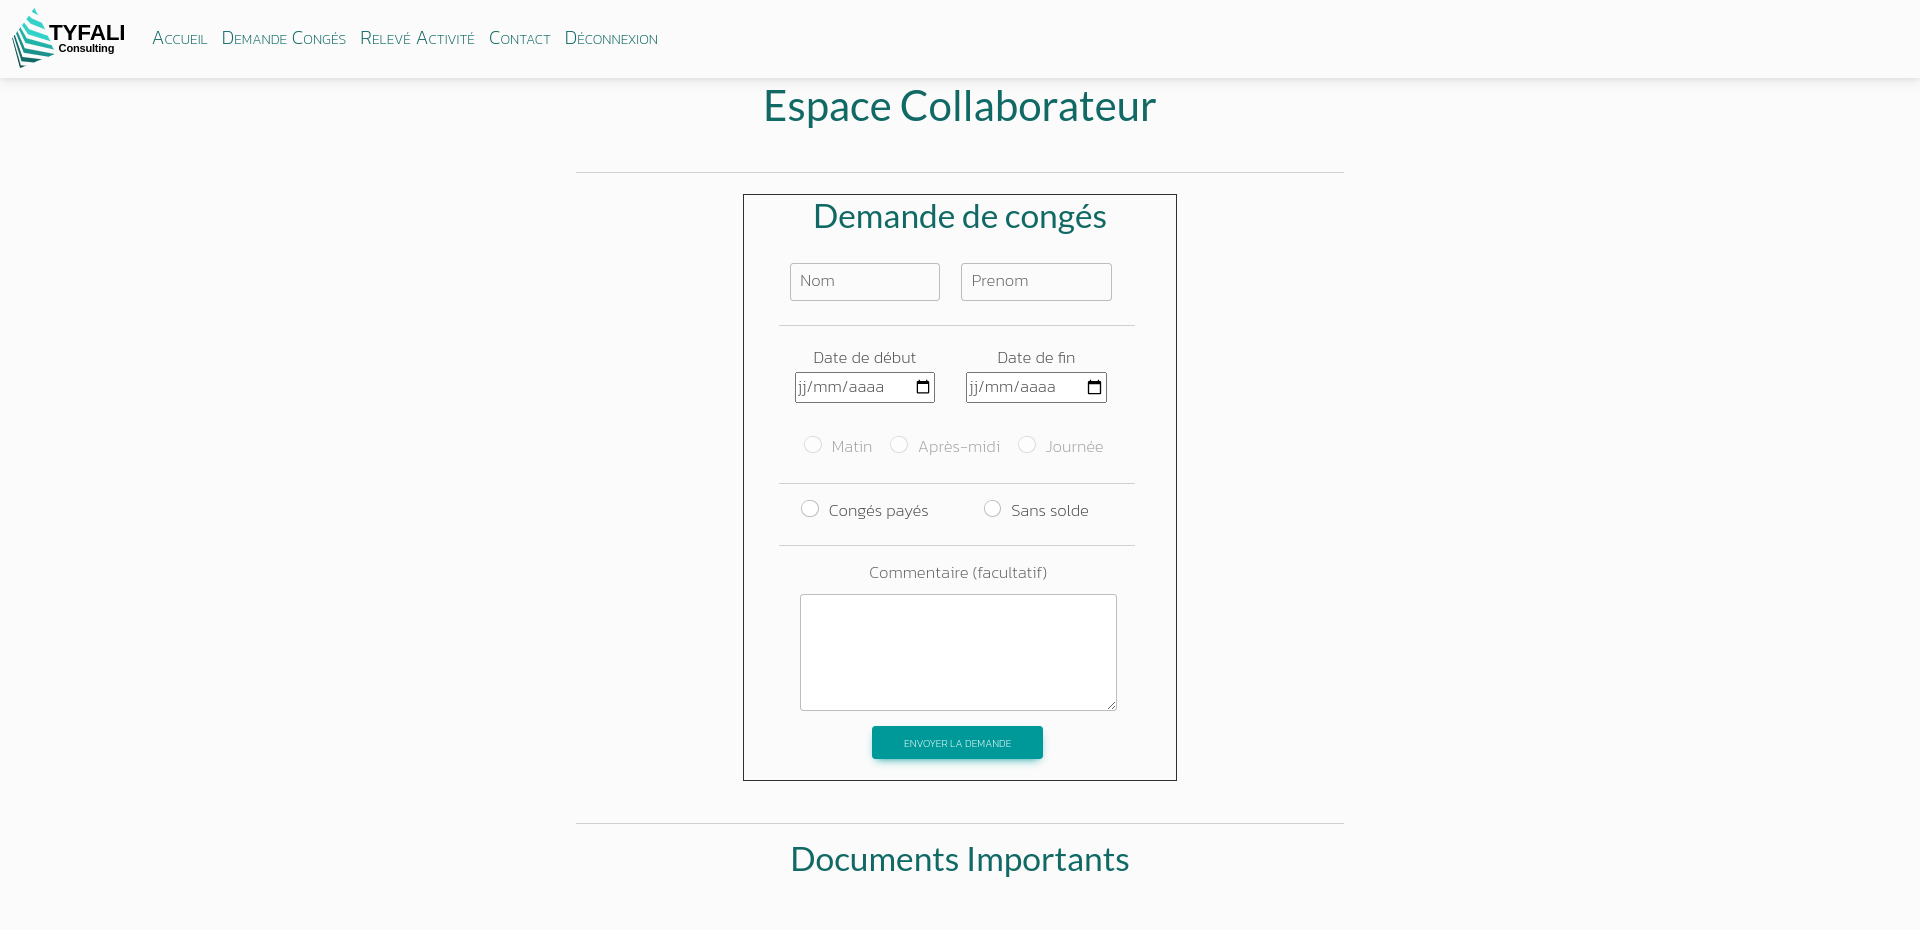 TYFALI
Consulting
Accueil Demande Congés Relevé Activité Contact Déconnexion
Espace Collaborateur
Demande de congés
Nom Prenom
Date de début Date de fin
jj/mm/aaaa jj/mm/aaaa
Matin Après-midi Journée
Congés payés Sans solde
Commentaire (facultatif)
ENVOYER LA DEMANDE
Documents Importants